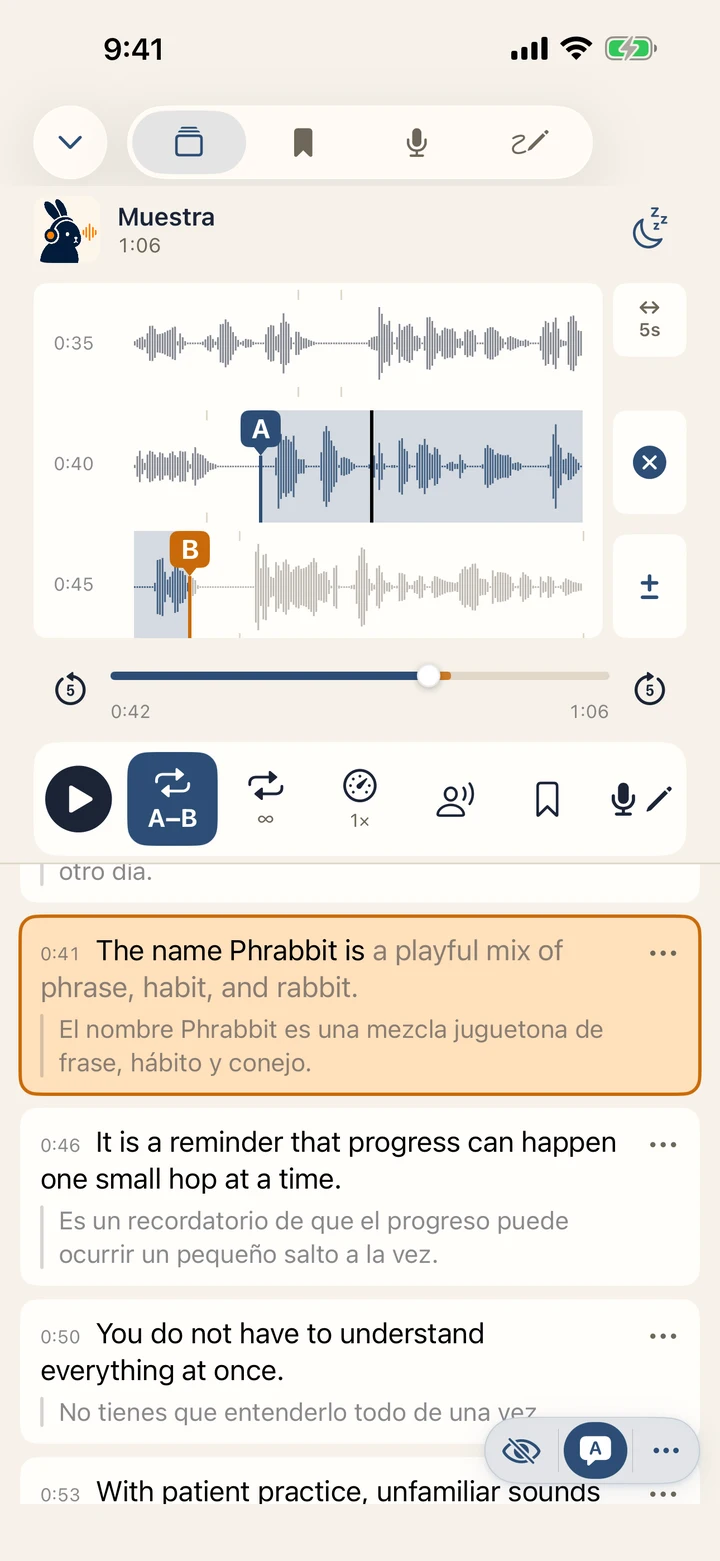 9:41
Muestra
1:06
0:35
5s
A
0:40
B
0:45
5
5
0:42
1:06
A–B
∞
1×
otro día.
0:41 The name Phrabbit is a playful mix of
phrase, habit, and rabbit.
El nombre Phrabbit es una mezcla juguetona de
frase, hábito y conejo.
0:46 It is a reminder that progress can happen
one small hop at a time.
Es un recordatorio de que el progreso puede
ocurrir un pequeño salto a la vez.
0:50 You do not have to understand
everything at once.
No tienes que entenderlo todo de una vez
A
0:53 With patient practice, unfamiliar sounds